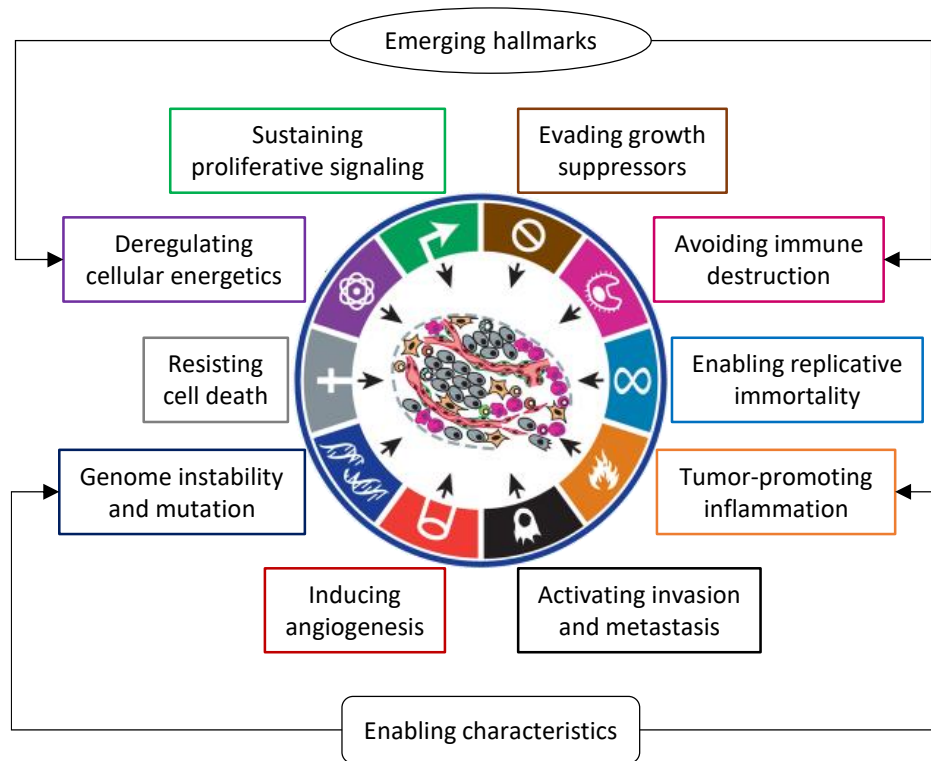 Emerging hallmarks
Sustaining
proliferative signaling
Evading growth
suppressors
Deregulating
cellular energetics
Avoiding immune
destruction
Resisting
cell death
Enabling replicative
immortality
Genome instability
and mutation
Tumor-promoting
inflammation
Inducing
angiogenesis
Activating invasion
and metastasis
Enabling characteristics